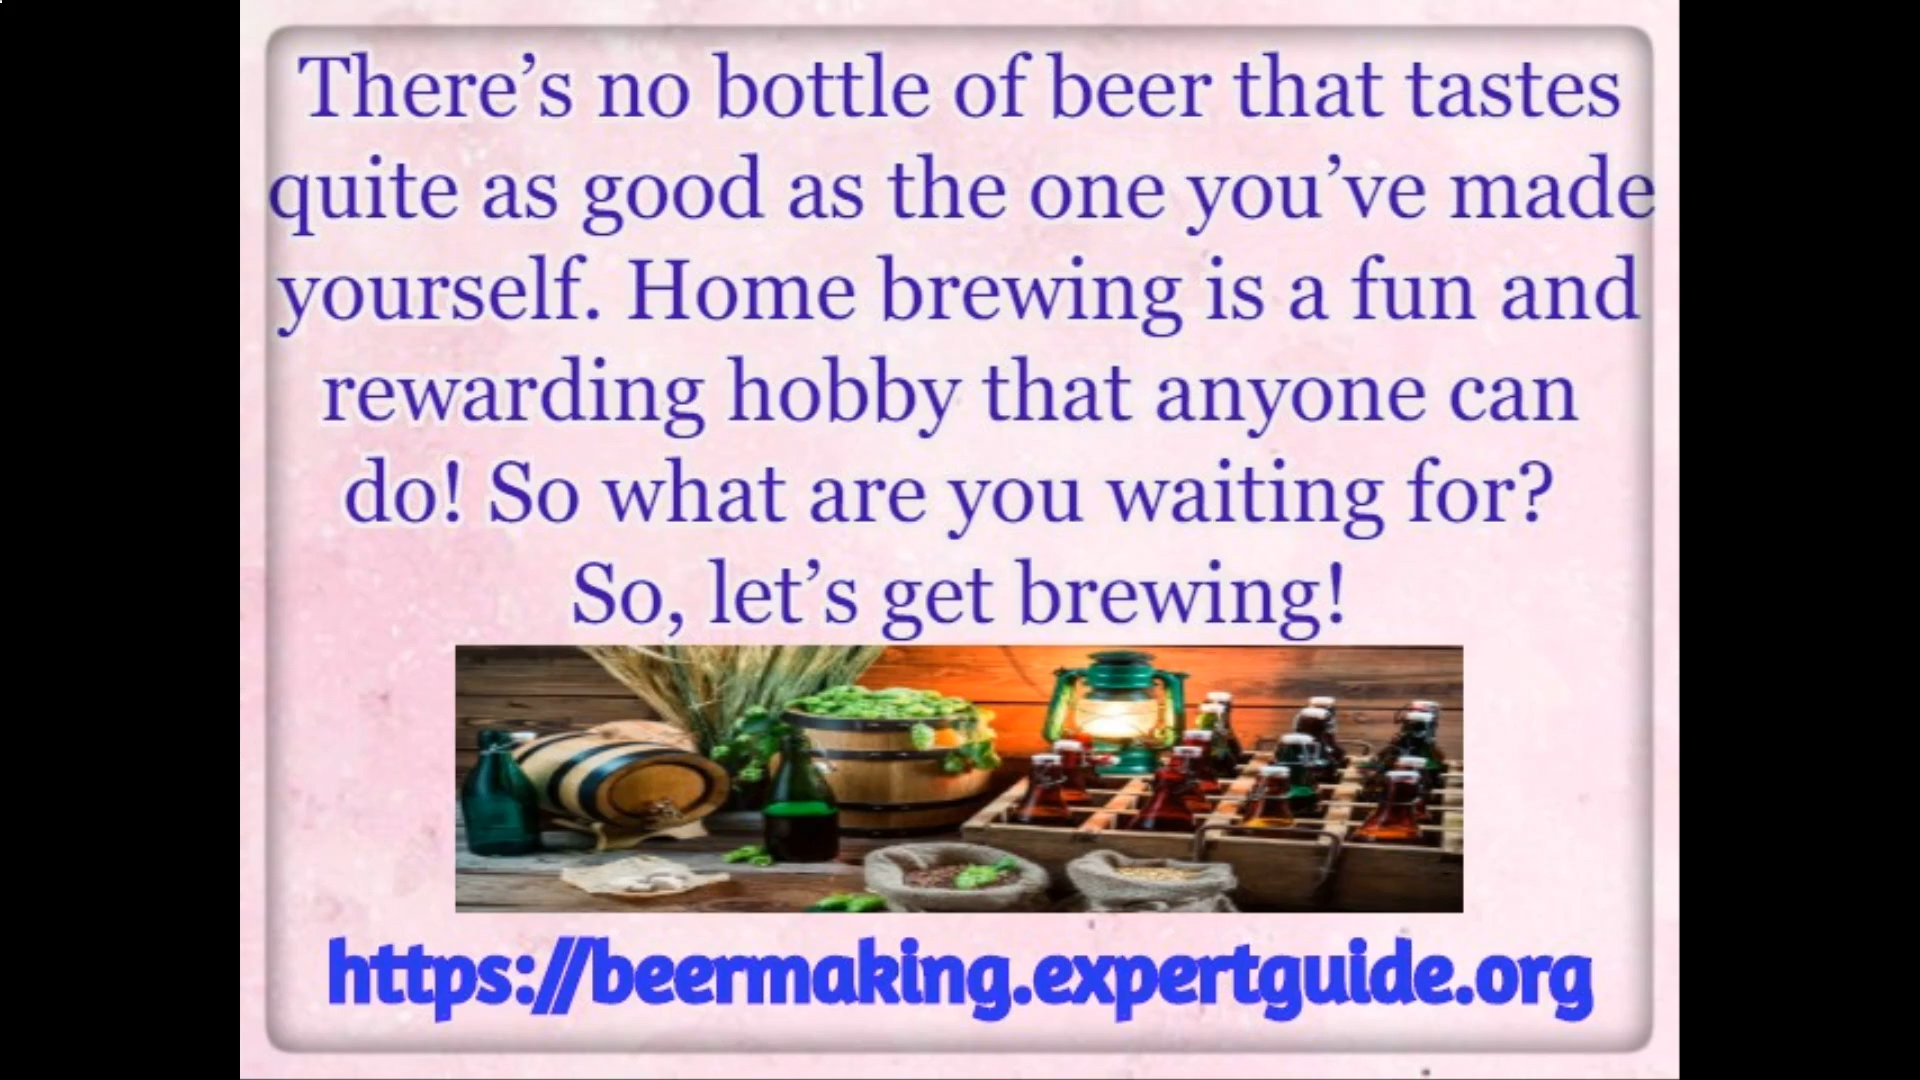 There’s no bottle of beer that tastes
quite as good as the one you’ve made
yourself. Home brewing is a fun and
rewarding hobby that anyone can
do! So what are you waiting for?
So, let’s get brewing!
https://beermaking.expertguide.org